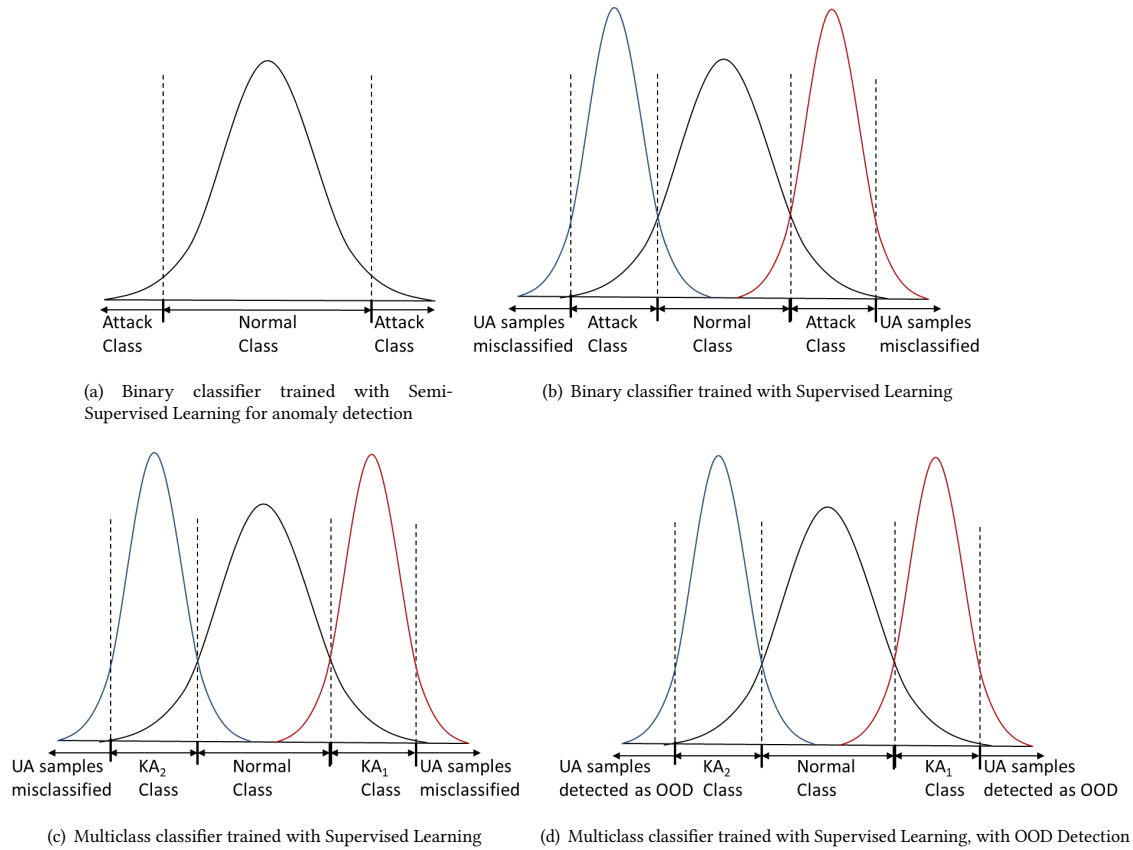 Attack Class
Normal Class
Attack Class
UA samples misclassified
Attack Class
Normal Class
Attack Class
UA samples misclassified
(a) Binary classifier trained with Semi-
Supervised Learning for anomaly detection
(b) Binary classifier trained with Supervised Learning
UA samples misclassified
KA₂ Class
Normal Class
KA₁ Class
UA samples misclassified
UA samples detected as OOD
KA₂ Class
Normal Class
KA₁ Class
UA samples detected as OOD
(c) Multiclass classifier trained with Supervised Learning
(d) Multiclass classifier trained with Supervised Learning, with OOD Detection